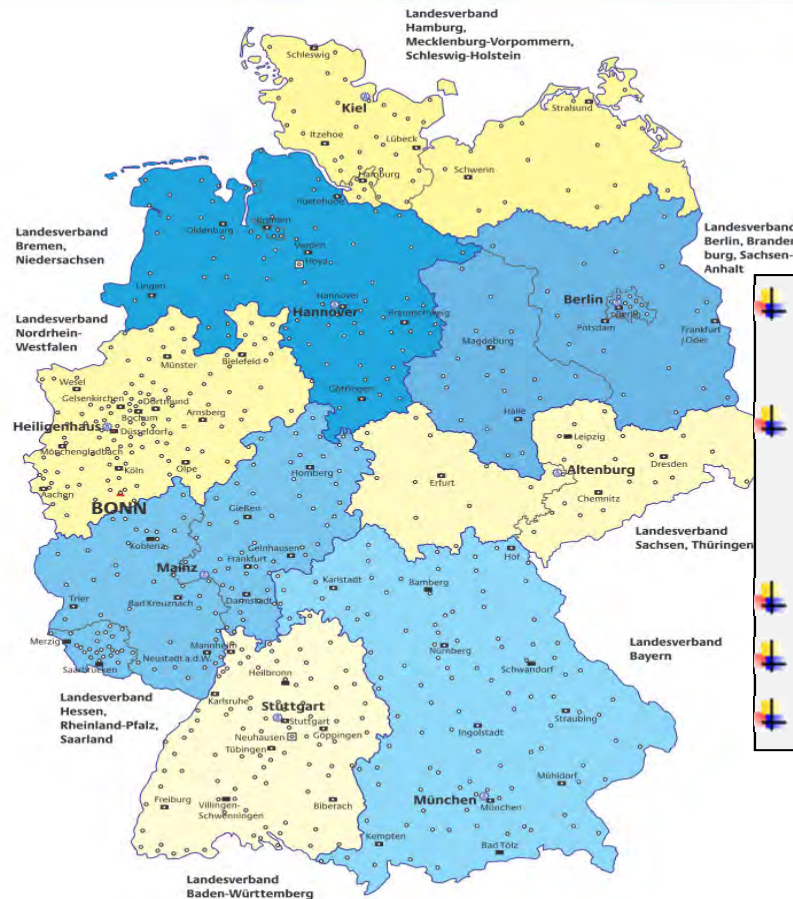 Landesverband
Hamburg,
Mecklenburg-Vorpommern,
Schleswig-Holstein
Schleswig
Kiel
Stralsund
Itzehoe
Lübeck
Hamburg
Schwerin
Buxtehude
Landesverband
Bremen,
Niedersachsen
Oldenburg
Bremen
Verden
Hoya
Landesverband
Berlin, Branden
burg, Sachsen-
Anhalt
Lingen
Hannover
Hannover
Braunschweig
Berlin
Berlin
Potsdam
Frankfurt
/Oder
Landesverband
Nordrhein-
Westfalen
Magdeburg
Münster
Bielefeld
Wesel
Göttingen
Gelsenkirchen
Dortmund
Bochum
Arnsberg
Halle
Heiligenhaus
Düsseldorf
Leipzig
Mönchengladbach
Köln
Olpe
Homberg
Erfurt
Altenburg
Dresden
Aachen
Chemnitz
BONN
Gießen
Landesverband
Sachsen, Thüringen
Koblenz
Gelnhausen
Hof
Frankfurt
Mainz
Karlstadt
Bamberg
Trier
Bad Kreuznach
Darmstadt
Merzig
Mannheim
Nürnberg
Landesverband
Bayern
Saarbrücken
Neustadt a.d.W.
Schwandorf
Heilbronn
Landesverband
Hessen,
Rheinland-Pfalz,
Saarland
Karlsruhe
Stuttgart
Stuttgart
Straubing
Neuhausen
Göppingen
Ingolstadt
Tübingen
Mühldorf
Freiburg
Villingen-
Schwenningen
Biberach
München
München
Kempten
Bad Tölz
Landesverband
Baden-Württemberg